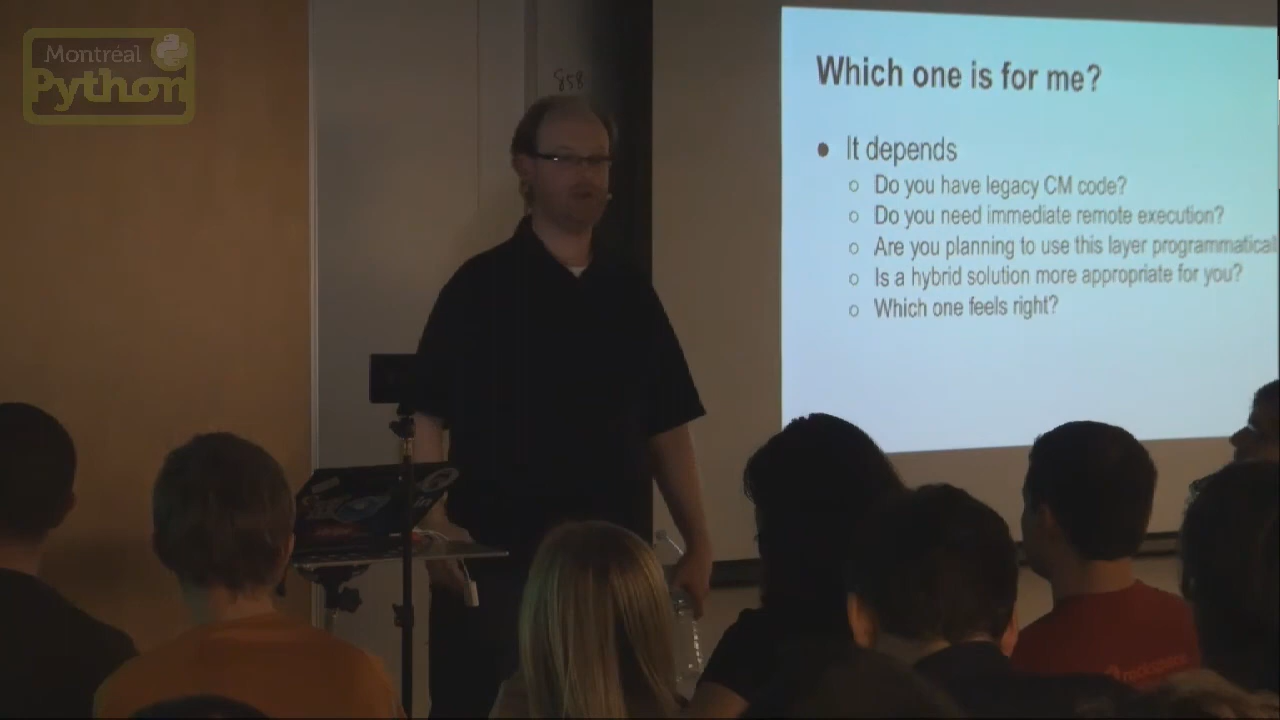 Montréal
Python
Which one is for me?
It depends
Do you have legacy CM code?
Do you need immediate remote execution?
Are you planning to use this layer programmatical
Is a hybrid solution more appropriate for you?
Which one feels right?